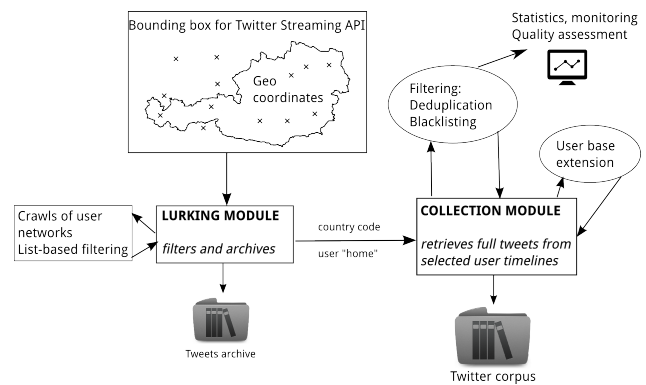 Bounding box for Twitter Streaming API
Geo
coordinates
Statistics, monitoring
Quality assessment
Filtering:
Deduplication
Blacklisting
User base
extension
Crawls of user
networks
List-based filtering
LURKING MODULE
filters and archives
country code
user "home"
COLLECTION MODULE
retrieves full tweets from
selected user timelines
Tweets archive
Twitter corpus